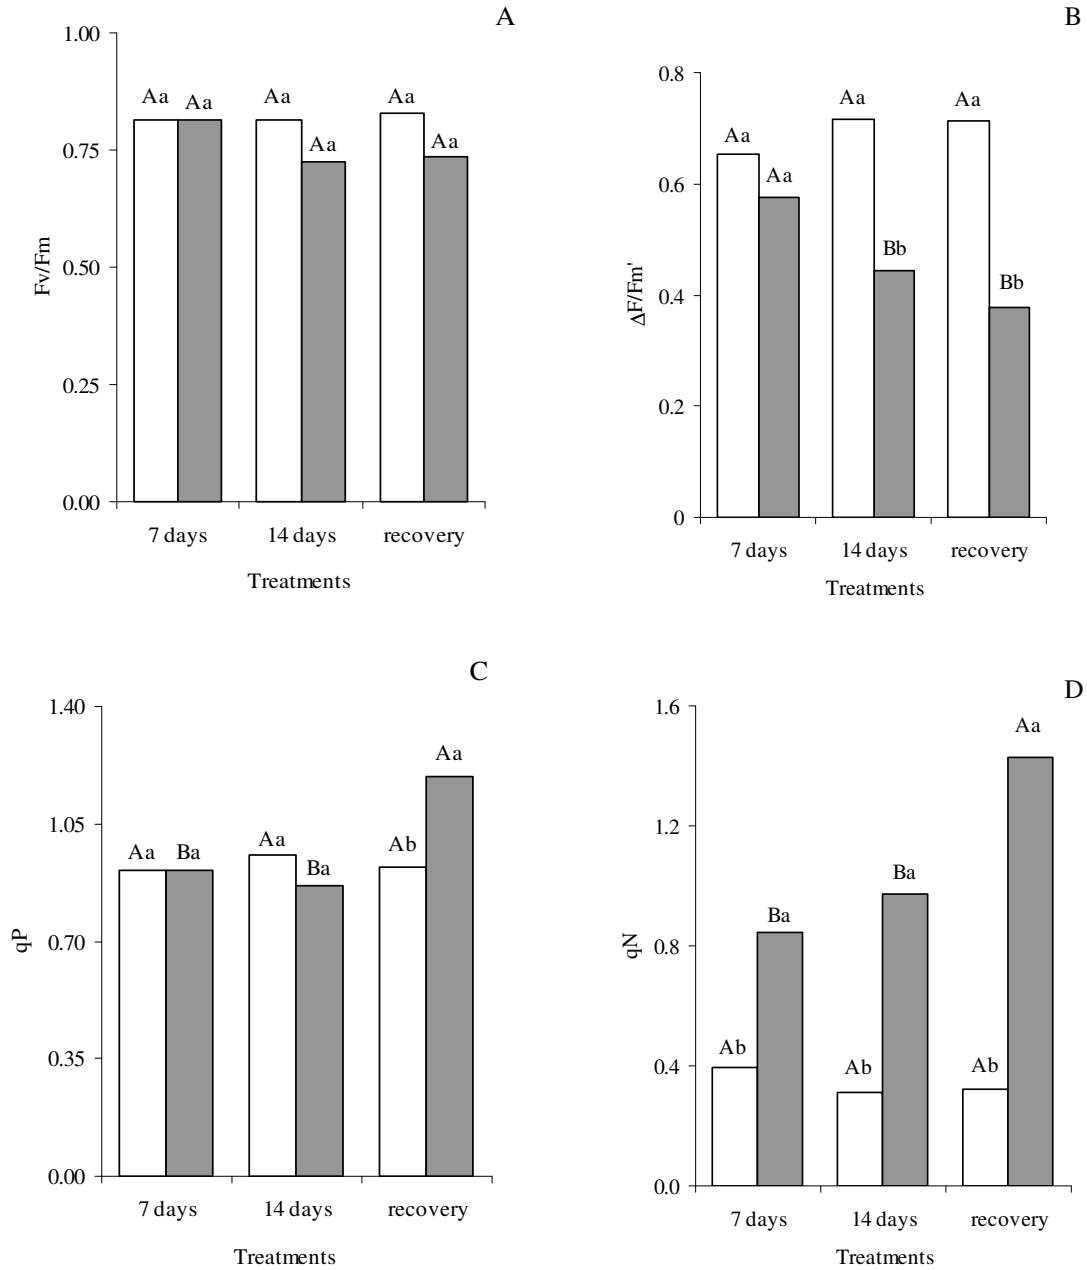 A
1.00
0.75
0.50
0.25
0.00
Fv/Fm
Aa Aa Aa Aa Aa Aa
7 days 14 days recovery
Treatments
B
0.8
0.6
0.4
0.2
0
ΔF/Fm'
Aa Aa Aa Bb Aa Bb
7 days 14 days recovery
Treatments
C
1.40
1.05
0.70
0.35
0.00
qP
Aa Ba Aa Ba Ab Aa
7 days 14 days recovery
Treatments
D
1.6
1.2
0.8
0.4
0.0
qN
Ab Ba Ab Ba Ab Aa
7 days 14 days recovery
Treatments